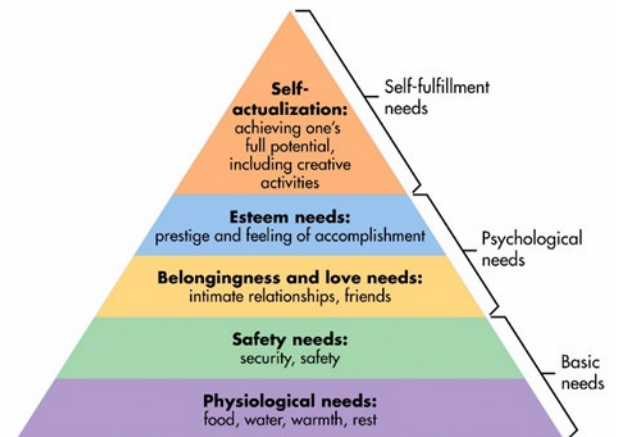 Self-
actualization:
achieving one's
full potential,
including creative
activities
Self-fulfillment
needs
Esteem needs:
prestige and feeling of accomplishment
Psychological
needs
Belongingness and love needs:
intimate relationships, friends
Safety needs:
security, safety
Basic
needs
Physiological needs:
food, water, warmth, rest